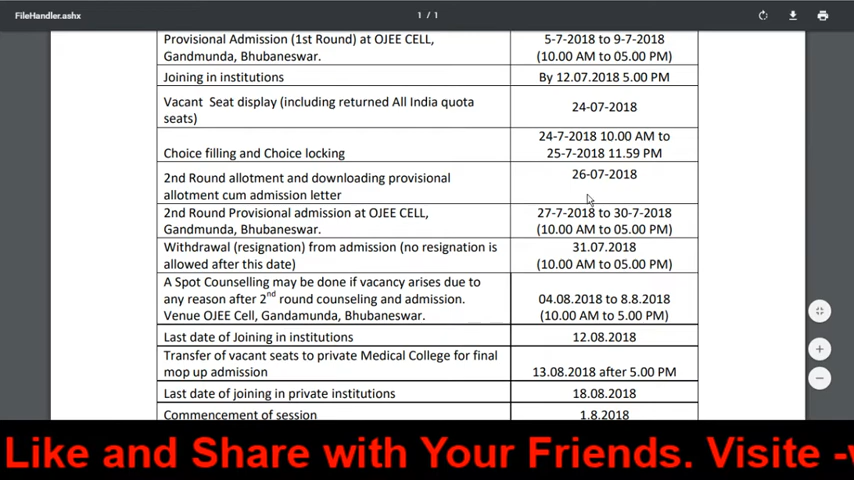 FileHandler.ashx
1 / 1
Provisional Admission (1st Round) at OJEE CELL,
Gandmunda, Bhubaneswar.
5-7-2018 to 9-7-2018
(10.00 AM to 05.00 PM)
Joining in institutions
By 12.07.2018 5.00 PM
Vacant Seat display (including returned All India quota
seats)
24-07-2018
Choice filling and Choice locking
24-7-2018 10.00 AM to
25-7-2018 11.59 PM
2nd Round allotment and downloading provisional
allotment cum admission letter
26-07-2018
2nd Round Provisional admission at OJEE CELL,
Gandmunda, Bhubaneswar.
27-7-2018 to 30-7-2018
(10.00 AM to 05.00 PM)
Withdrawal (resignation) from admission (no resignation is
allowed after this date)
31.07.2018
(10.00 AM to 05.00 PM)
A Spot Counselling may be done if vacancy arises due to
any reason after 2nd round counseling and admission.
Venue OJEE Cell, Gandamunda, Bhubaneswar.
04.08.2018 to 8.8.2018
(10.00 AM to 5.00 PM)
Last date of Joining in institutions
12.08.2018
Transfer of vacant seats to private Medical College for final
mop up admission
13.08.2018 after 5.00 PM
Last date of joining in private institutions
18.08.2018
Commencement of session
1.8.2018
Like and Share with Your Friends. Visite -